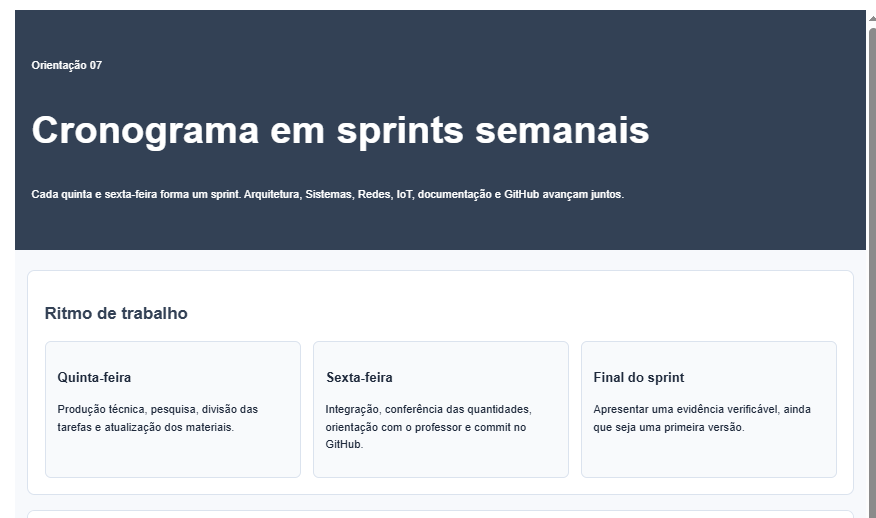 Orientação 07
Cronograma em sprints semanais
Cada quinta e sexta-feira forma um sprint. Arquitetura, Sistemas, Redes, IoT, documentação e GitHub avançam juntos.
Ritmo de trabalho
Quinta-feira
Produção técnica, pesquisa, divisão das
tarefas e atualização dos materiais.
Sexta-feira
Integração, conferência das quantidades,
orientação com o professor e commit no
GitHub.
Final do sprint
Apresentar uma evidência verificável, ainda
que seja uma primeira versão.